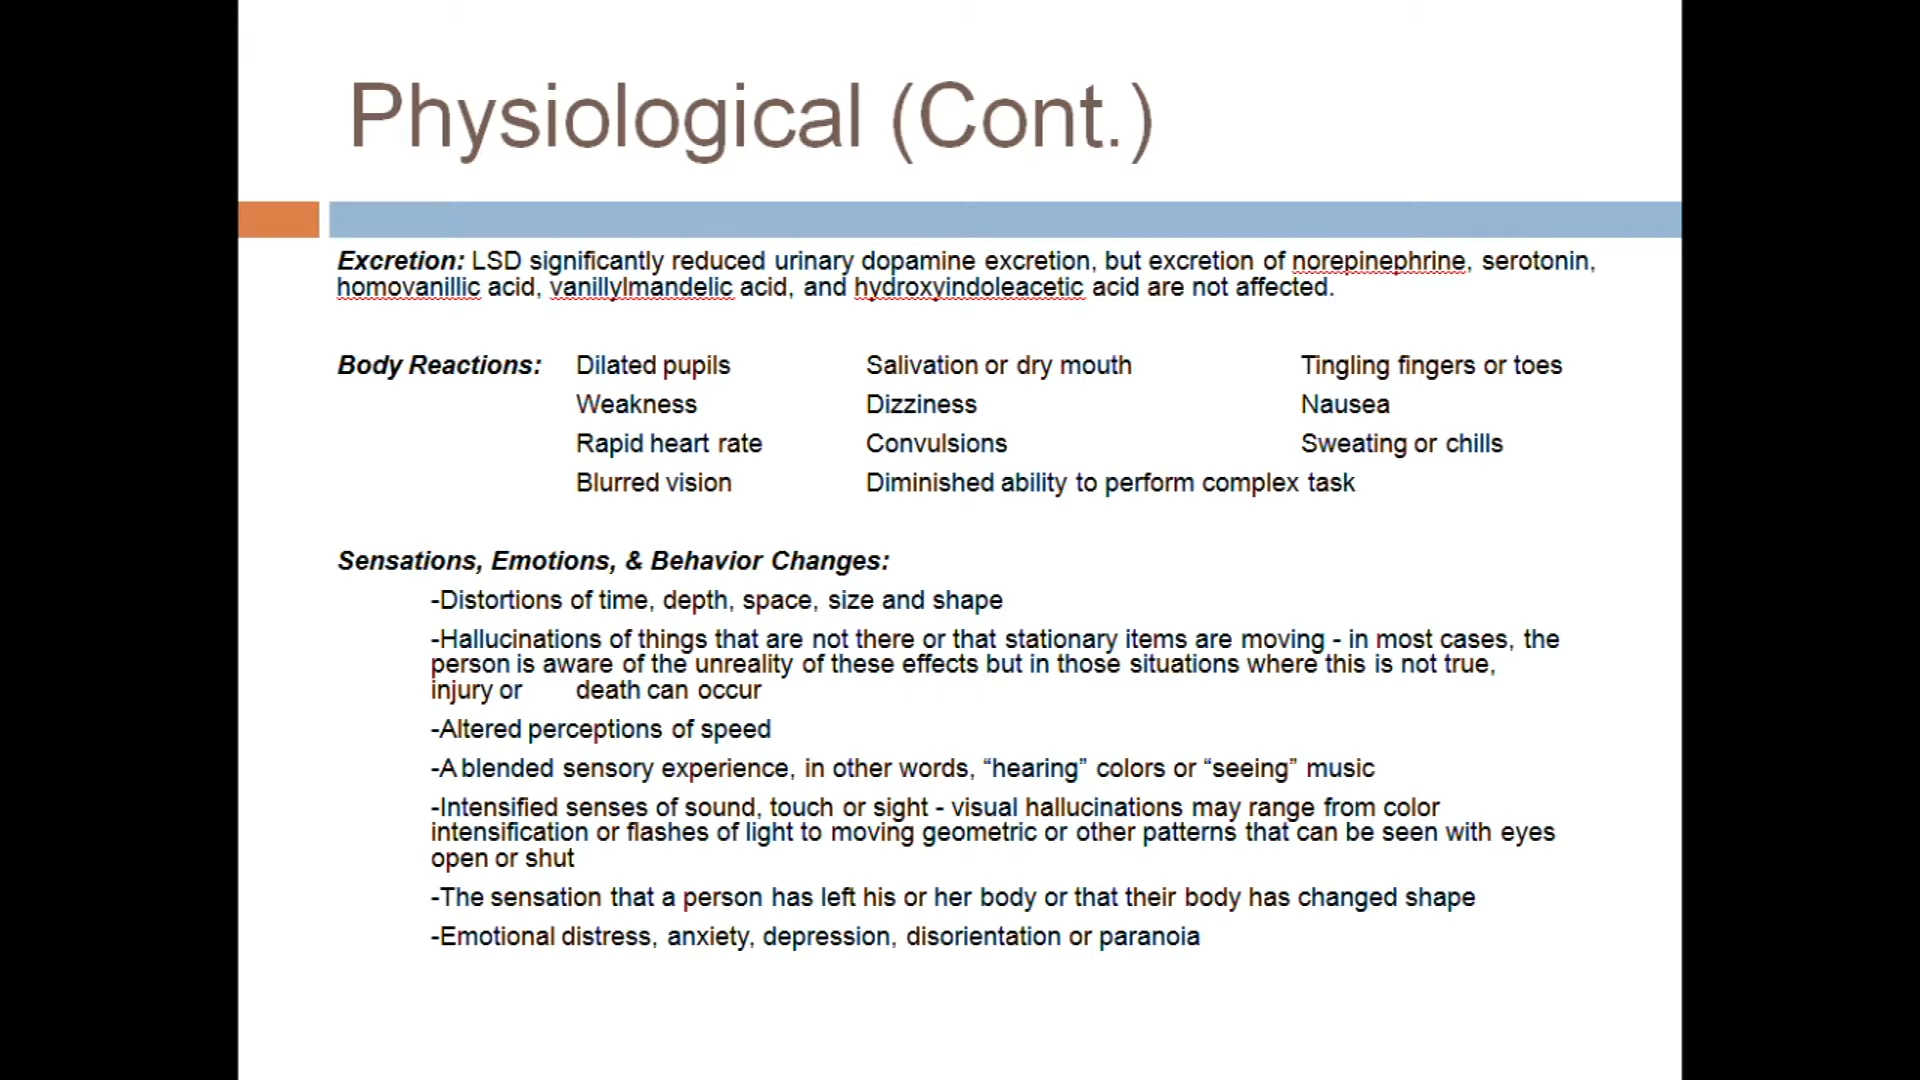 Physiological (Cont.)
Excretion: LSD significantly reduced urinary dopamine excretion, but excretion of norepinephrine, serotonin,
homovanillic acid, vanillylmandelic acid, and hydroxyindoleacetic acid are not affected.
Body Reactions: Dilated pupils Salivation or dry mouth Tingling fingers or toes
Weakness Dizziness Nausea
Rapid heart rate Convulsions Sweating or chills
Blurred vision Diminished ability to perform complex task
Sensations, Emotions, & Behavior Changes:
-Distortions of time, depth, space, size and shape
-Hallucinations of things that are not there or that stationary items are moving - in most cases, the
person is aware of the unreality of these effects but in those situations where this is not true,
injury or death can occur
-Altered perceptions of speed
-A blended sensory experience, in other words, “hearing” colors or “seeing” music
-Intensified senses of sound, touch or sight - visual hallucinations may range from color
intensification or flashes of light to moving geometric or other patterns that can be seen with eyes
open or shut
-The sensation that a person has left his or her body or that their body has changed shape
-Emotional distress, anxiety, depression, disorientation or paranoia